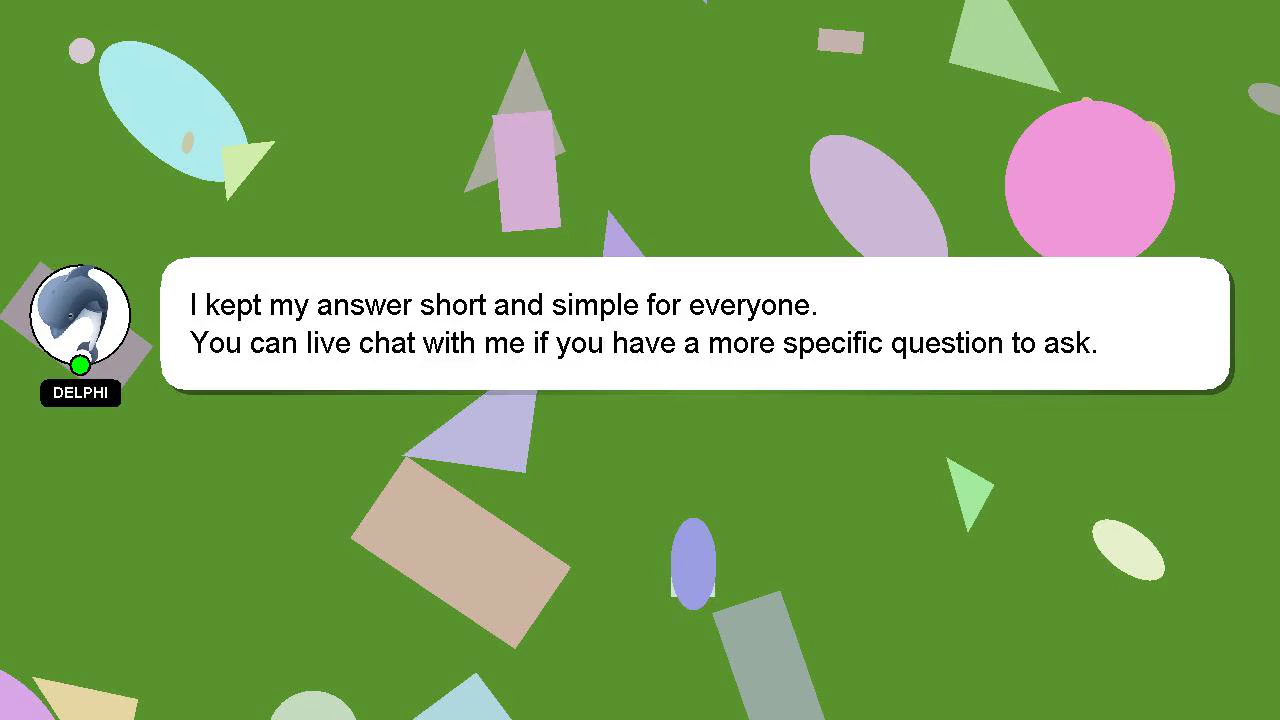 I kept my answer short and simple for everyone.
You can live chat with me if you have a more specific question to ask.
DELPHI